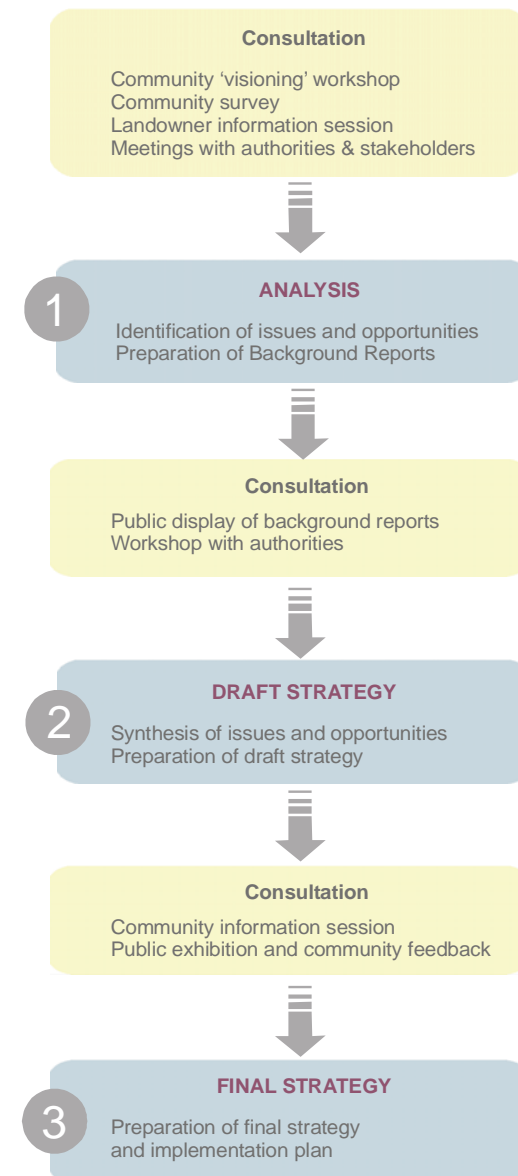 Consultation
Community ‘visioning’ workshop
Community survey
Landowner information session
Meetings with authorities & stakeholders
1
ANALYSIS
Identification of issues and opportunities
Preparation of Background Reports
Consultation
Public display of background reports
Workshop with authorities
2
DRAFT STRATEGY
Synthesis of issues and opportunities
Preparation of draft strategy
Consultation
Community information session
Public exhibition and community feedback
3
FINAL STRATEGY
Preparation of final strategy
and implementation plan